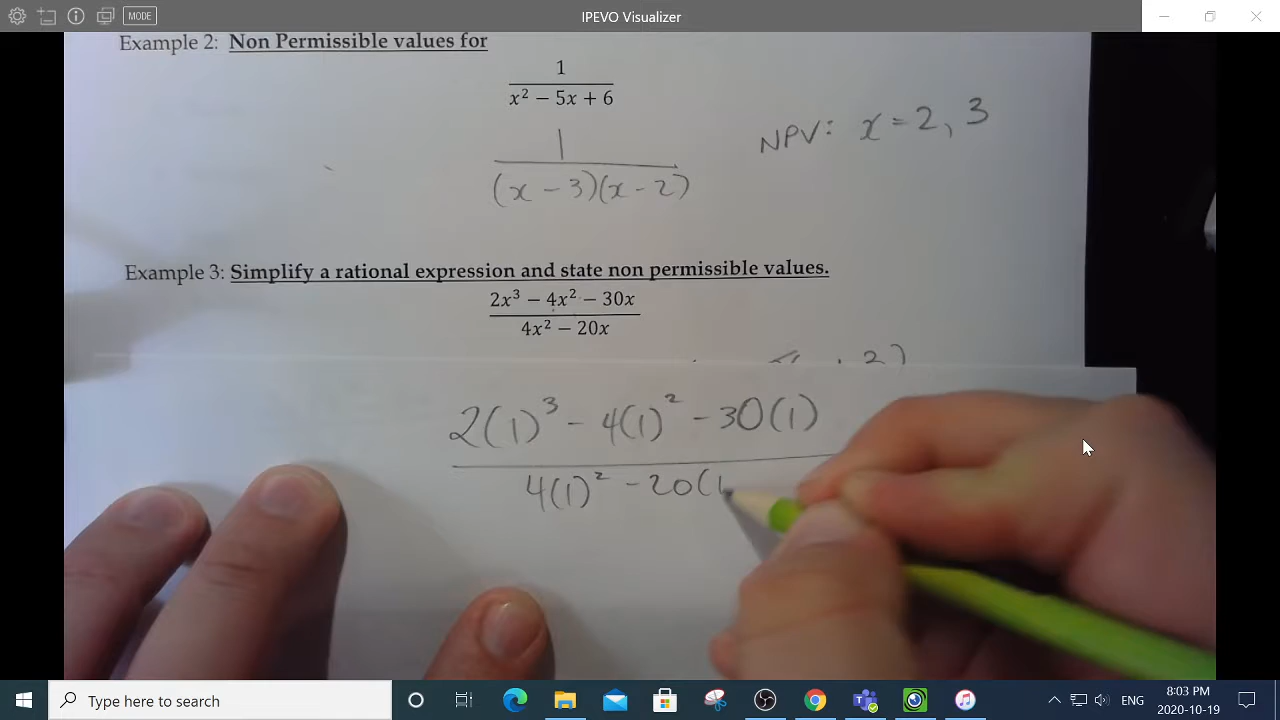 MODE
IPEVO Visualizer
Example 2: Non Permissible values for
1
x² − 5x + 6
1
(x − 3)(x − 2)
NPV: x = 2, 3
Example 3: Simplify a rational expression and state non permissible values.
2x³ − 4x² − 30x
4x² − 20x
2(1)³ − 4(1)² − 30(1)
4(1)² − 20(1
Type here to search
ENG
8:03 PM
2020-10-19